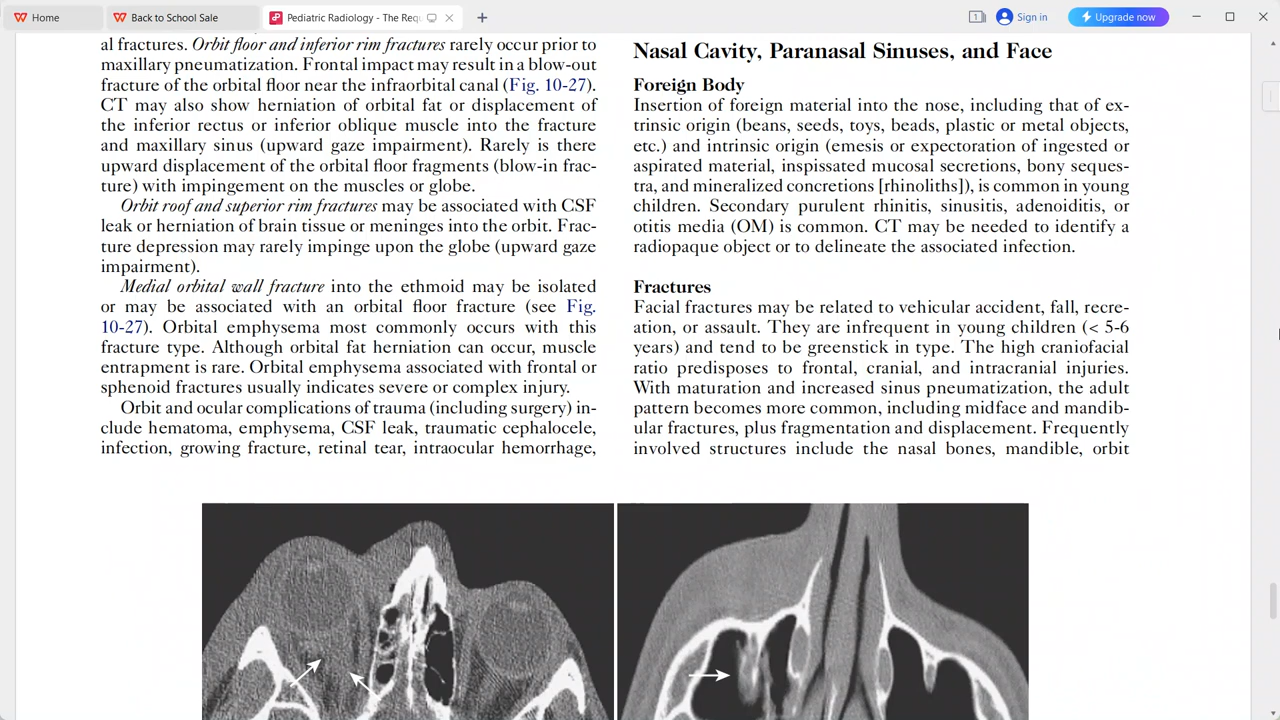 Home
Back to School Sale
Pediatric Radiology - The Requ
1
Sign in
Upgrade now
al fractures. Orbit floor and inferior rim fractures rarely occur prior to
maxillary pneumatization. Frontal impact may result in a blow-out
fracture of the orbital floor near the infraorbital canal (Fig. 10-27).
CT may also show herniation of orbital fat or displacement of
the inferior rectus or inferior oblique muscle into the fracture
and maxillary sinus (upward gaze impairment). Rarely is there
upward displacement of the orbital floor fragments (blow-in frac-
ture) with impingement on the muscles or globe.
Orbit roof and superior rim fractures may be associated with CSF
leak or herniation of brain tissue or meninges into the orbit. Frac-
ture depression may rarely impinge upon the globe (upward gaze
impairment).
Medial orbital wall fracture into the ethmoid may be isolated
or may be associated with an orbital floor fracture (see Fig.
10-27). Orbital emphysema most commonly occurs with this
fracture type. Although orbital fat herniation can occur, muscle
entrapment is rare. Orbital emphysema associated with frontal or
sphenoid fractures usually indicates severe or complex injury.
Orbit and ocular complications of trauma (including surgery) in-
clude hematoma, emphysema, CSF leak, traumatic cephalocele,
infection, growing fracture, retinal tear, intraocular hemorrhage,
Nasal Cavity, Paranasal Sinuses, and Face
Foreign Body
Insertion of foreign material into the nose, including that of ex-
trinsic origin (beans, seeds, toys, beads, plastic or metal objects,
etc.) and intrinsic origin (emesis or expectoration of ingested or
aspirated material, inspissated mucosal secretions, bony seques-
tra, and mineralized concretions [rhinoliths]), is common in young
children. Secondary purulent rhinitis, sinusitis, adenoiditis, or
otitis media (OM) is common. CT may be needed to identify a
radiopaque object or to delineate the associated infection.
Fractures
Facial fractures may be related to vehicular accident, fall, recre-
ation, or assault. They are infrequent in young children (< 5-6
years) and tend to be greenstick in type. The high craniofacial
ratio predisposes to frontal, cranial, and intracranial injuries.
With maturation and increased sinus pneumatization, the adult
pattern becomes more common, including midface and mandib-
ular fractures, plus fragmentation and displacement. Frequently
involved structures include the nasal bones, mandible, orbit